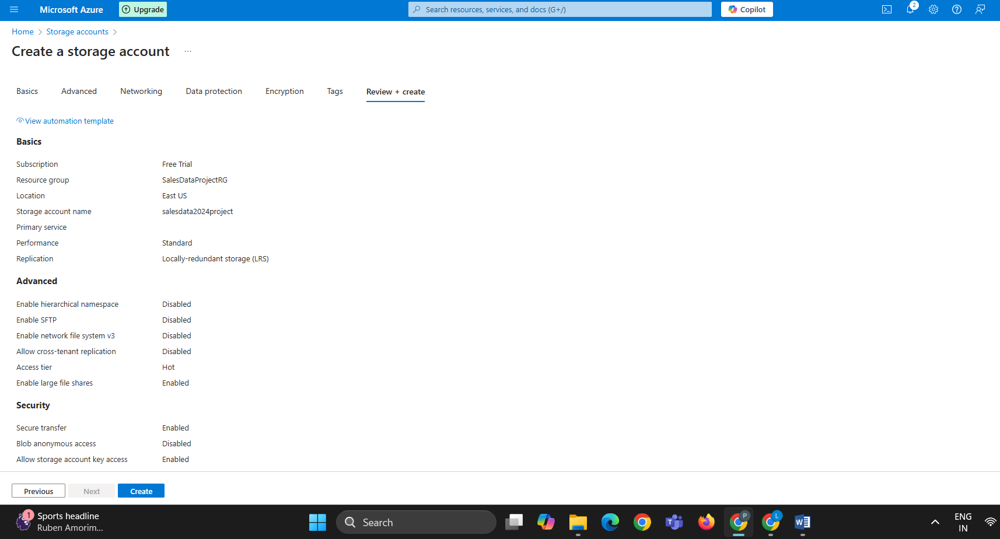 Microsoft Azure
Upgrade
Search resources, services, and docs (G+/)
Copilot
2
Home > Storage accounts >
Create a storage account ...
Basics
Advanced
Networking
Data protection
Encryption
Tags
Review + create
View automation template
Basics
Subscription Free Trial
Resource group SalesDataProjectRG
Location East US
Storage account name salesdata2024project
Primary service
Performance Standard
Replication Locally-redundant storage (LRS)
Advanced
Enable hierarchical namespace Disabled
Enable SFTP Disabled
Enable network file system v3 Disabled
Allow cross-tenant replication Disabled
Access tier Hot
Enable large file shares Enabled
Security
Secure transfer Enabled
Blob anonymous access Disabled
Allow storage account key access Enabled
Previous
Next
Create
1
Sports headline
Ruben Amorim...
Search
T
P
L
W
ENG
IN